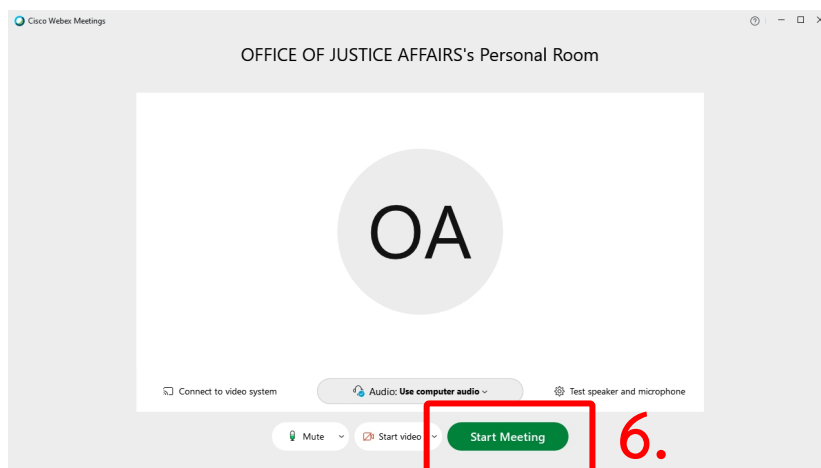 Cisco Webex Meetings
OFFICE OF JUSTICE AFFAIRS's Personal Room
OA
Connect to video system
Audio: Use computer audio
Test speaker and microphone
Mute
Start video
Start Meeting
6.